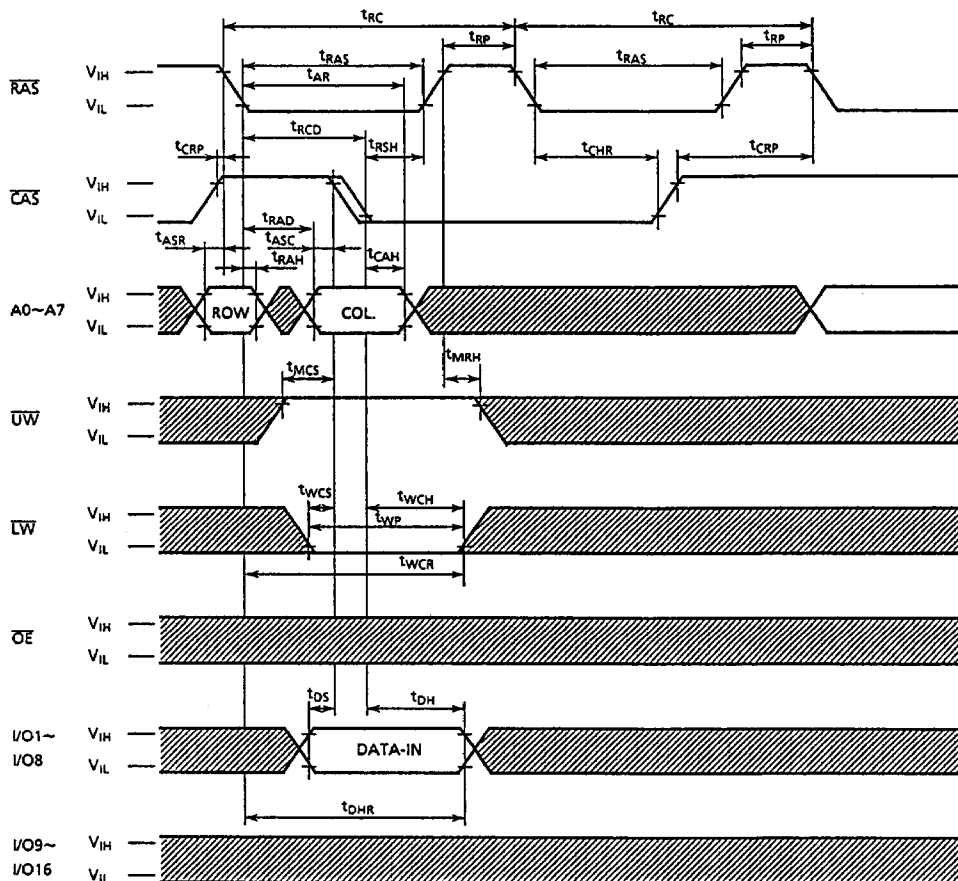 tRC tRC
tRP tRP
tRAS tRAS
tAR
RAS VIH
VIL
tRCD
tCRP tRSH tCHR tCRP
CAS VIH
VIL
tRAD
tASR tASC
tRAH tCAH
A0~A7 VIH
ROW COL.
VIL
tMRH
tMCS
UW VIH
VIL
tWCS tWCH
tWP
LW VIH
VIL
tWCR
OE VIH
VIL
tDS tDH
I/O1~ VIH
DATA-IN
I/O8 VIL
tDHR
I/O9~ VIH
I/O16 VIL